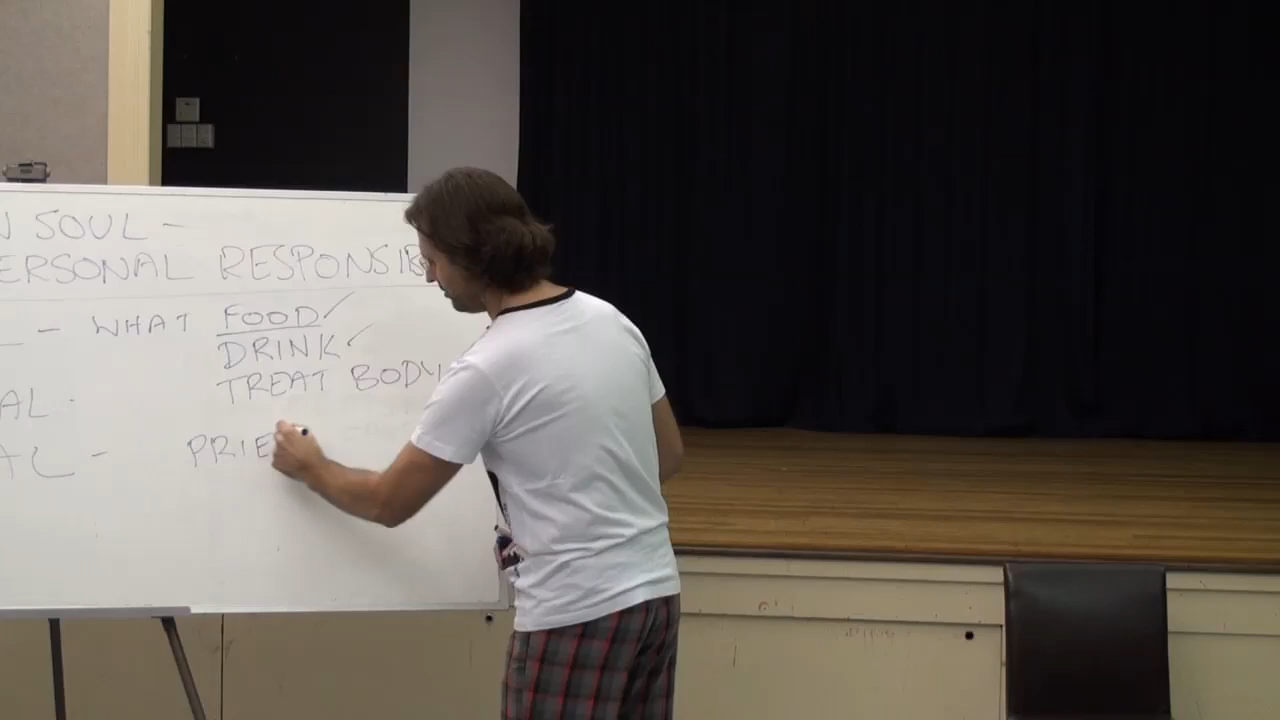 N SOUL -
ERSONAL RESPONSIB
- WHAT FOOD
DRINK
TREAT BODY
AL
AL - PRIE